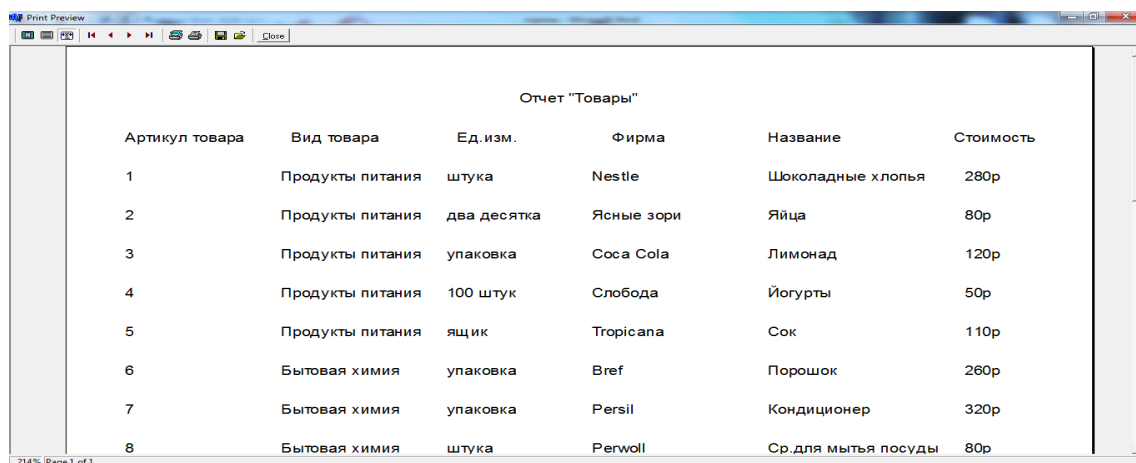 Print Preview
Close
Отчет "Товары"
Артикул товара Вид товара Ед.изм. Фирма Название Стоимость
1 Продукты питания штука Nestle Шоколадные хлопья 280р
2 Продукты питания два десятка Ясные зори Яйца 80р
3 Продукты питания упаковка Coca Cola Лимонад 120р
4 Продукты питания 100 штук Слобода Йогурты 50р
5 Продукты питания ящик Tropicana Сок 110р
6 Бытовая химия упаковка Bref Порошок 260р
7 Бытовая химия упаковка Persil Кондиционер 320р
8 Бытовая химия штука Perwoll Ср.для мытья посуды 80р
214% Page 1 of 1